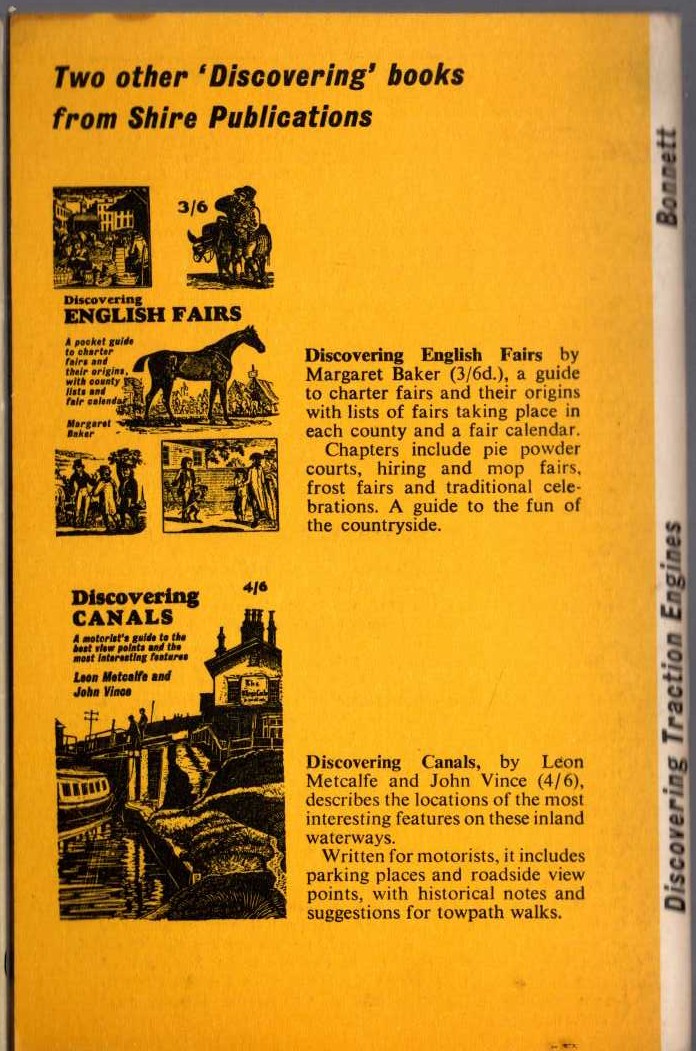 Two other ‘Discovering’ books
from Shire Publications
3/6
Discovering
ENGLISH FAIRS
A pocket guide
to charter
fairs and
their origins,
with county
lists and
fair calendar
Margaret
Baker
Discovering English Fairs by
Margaret Baker (3/6d.), a guide
to charter fairs and their origins
with lists of fairs taking place in
each county and a fair calendar.
Chapters include pie powder
courts, hiring and mop fairs,
frost fairs and traditional cele-
brations. A guide to the fun of
the countryside.
4/6
Discovering
CANALS
A motorist's guide to the
best view points and the
most interesting features
Leon Metcalfe and
John Vince
The
Discovering Canals, by Leon
Metcalfe and John Vince (4/6),
describes the locations of the most
interesting features on these inland
waterways.
Written for motorists, it includes
parking places and roadside view
points, with historical notes and
suggestions for towpath walks.
Discovering Traction Engines
Bonnett